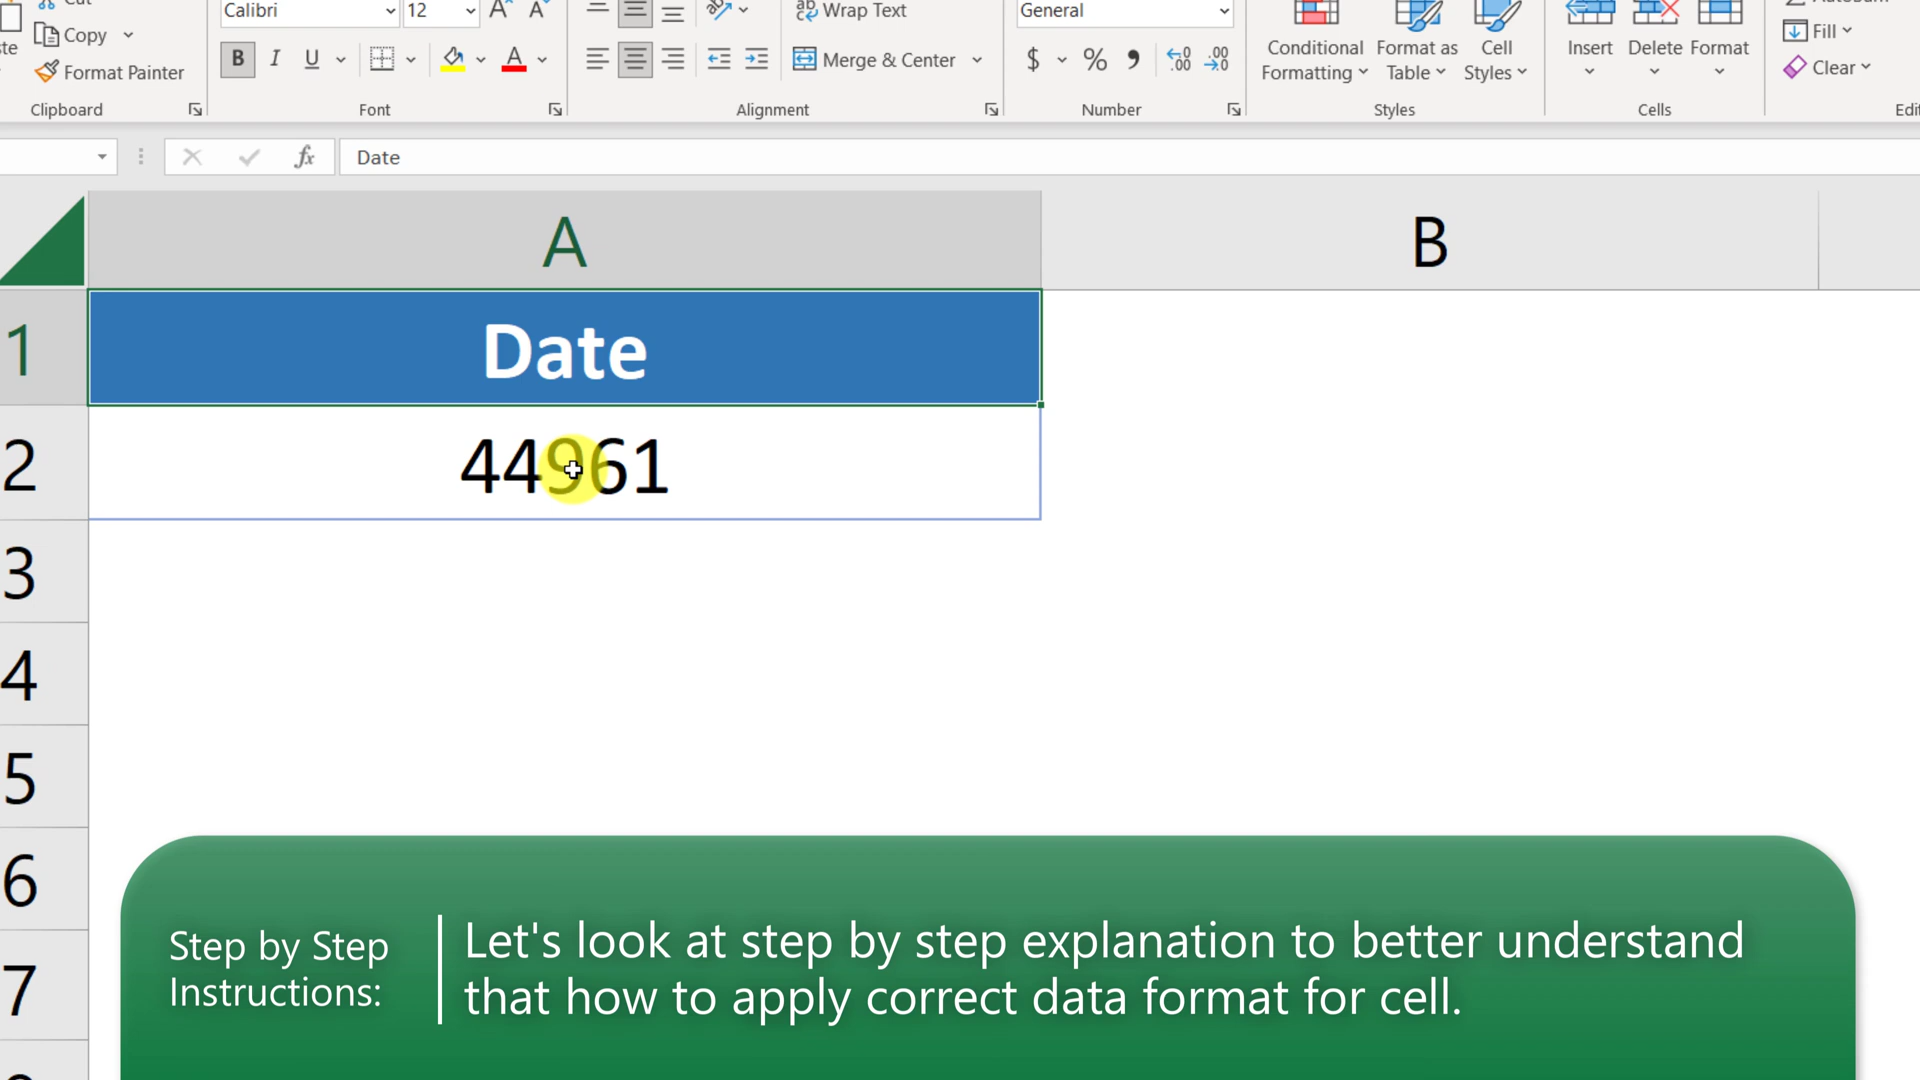 Calibri 12 Wrap Text General
Copy Fill
Format Painter B I U A Merge & Center $ % Conditional Formatting Format as Table Cell Styles Insert Delete Format Clear
Clipboard Font Alignment Number Styles Cells
fx Date
A B
1 Date
2 44961
3
4
5
6
7
Step by Step
Instructions:
Let's look at step by step explanation to better understand
that how to apply correct data format for cell.